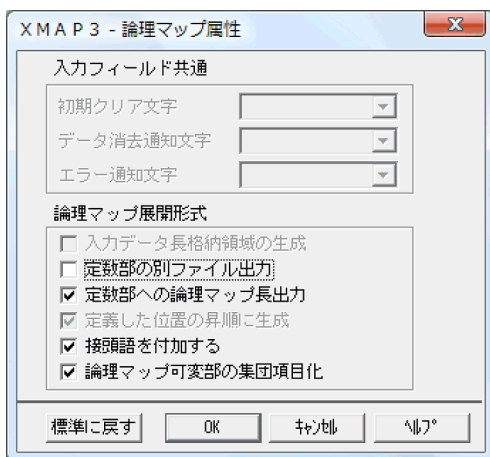 ＸＭＡＰ３-論理マップ属性
入力フィールド共通
初期クリア文字
データ消去通知文字
エラー通知文字
論理マップ展開形式
入力データ長格納領域の生成
定数部の別ファイル出力
定数部への論理マップ長出力
定義した位置の昇順に生成
接頭語を付加する
論理マップ可変部の集団項目化
標準に戻す OK ｷｬﾝｾﾙ ﾍﾙﾌﾟ